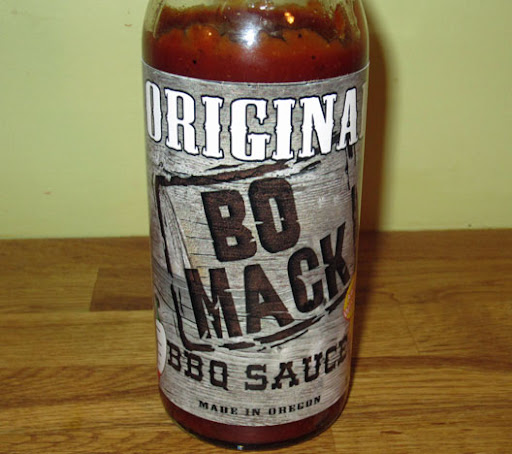 ORIGINA
BO
MACK
BBQ SAUCE
MADE IN OREGON